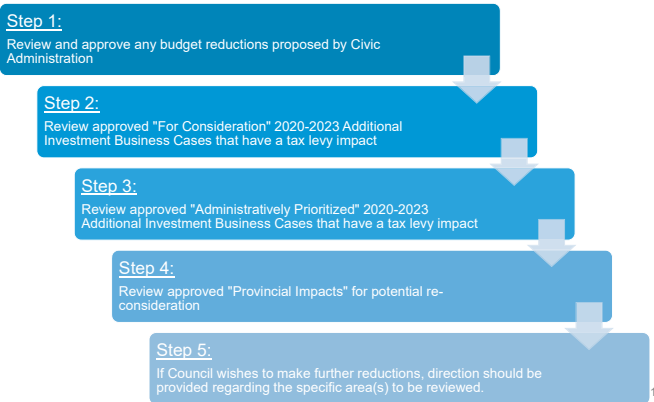 Step 1:
Review and approve any budget reductions proposed by Civic
Administration
Step 2:
Review approved "For Consideration" 2020-2023 Additional
Investment Business Cases that have a tax levy impact
Step 3:
Review approved "Administratively Prioritized" 2020-2023
Additional Investment Business Cases that have a tax levy impact
Step 4:
Review approved "Provincial Impacts" for potential re-
consideration
Step 5:
If Council wishes to make further reductions, direction should be
provided regarding the specific area(s) to be reviewed.
1